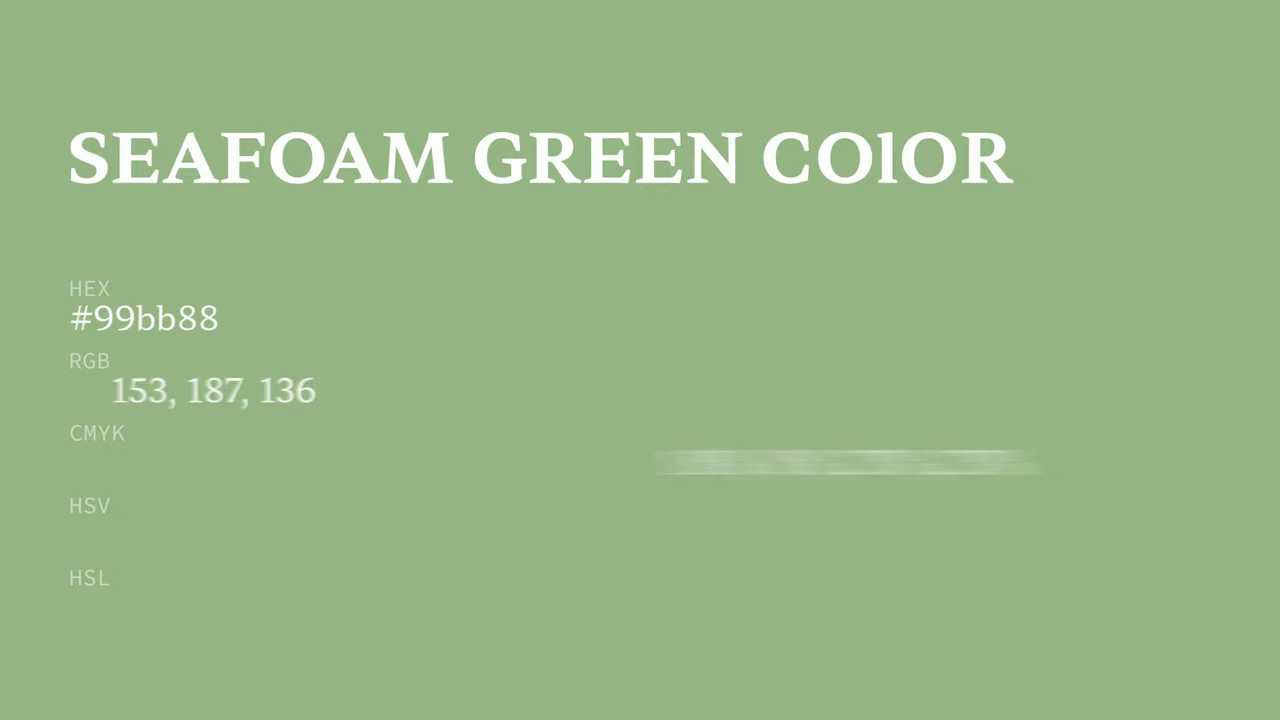 SEAFOAM GREEN COlOR
HEX
#99bb88
RGB
153, 187, 136
CMYK
HSV
HSL